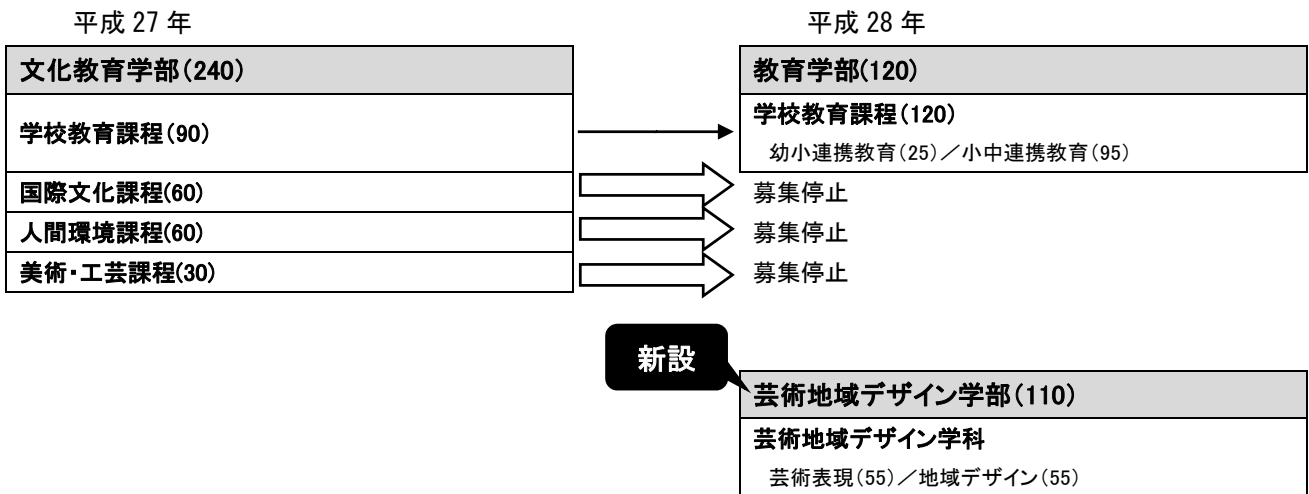 平成 27 年
文化教育学部(240)
学校教育課程(90)
国際文化課程(60)
人間環境課程(60)
美術・工芸課程(30)
平成 28 年
教育学部(120)
学校教育課程(120)
幼小連携教育(25)／小中連携教育(95)
募集停止
募集停止
募集停止
新設
芸術地域デザイン学部(110)
芸術地域デザイン学科
芸術表現(55)／地域デザイン(55)